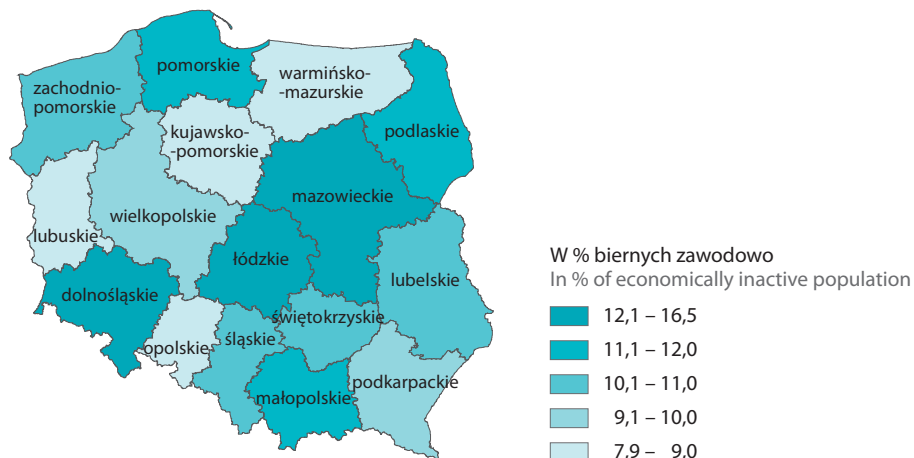 pomorskie
warmińsko-
-mazurskie
zachodnio-
pomorskie
podlaskie
kujawsko-
-pomorskie
mazowieckie
wielkopolskie
lubuskie
łódzkie
lubelskie
dolnośląskie
świętokrzyskie
śląskie
opolskie
podkarpackie
małopolskie
W % biernych zawodowo
In % of economically inactive population
12,1 – 16,5
11,1 – 12,0
10,1 – 11,0
9,1 – 10,0
7,9 – 9,0